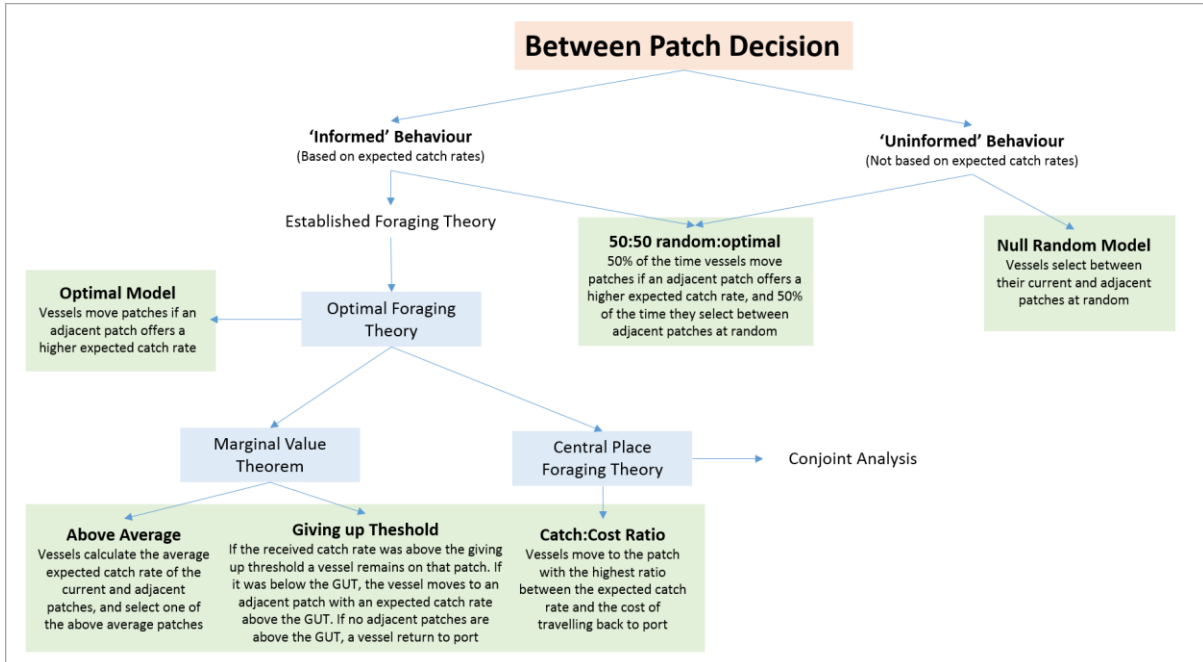 Between Patch Decision
‘Informed’ Behaviour
(Based on expected catch rates)
‘Uninformed’ Behaviour
(Not based on expected catch rates)
Established Foraging Theory
50:50 random:optimal
50% of the time vessels move
patches if an adjacent patch offers a
higher expected catch rate, and 50%
of the time they select between
adjacent patches at random
Null Random Model
Vessels select between
their current and adjacent
patches at random
Optimal Model
Vessels move patches if an
adjacent patch offers a
higher expected catch rate
Optimal Foraging
Theory
Marginal Value
Theorem
Central Place
Foraging Theory
Conjoint Analysis
Above Average
Vessels calculate the average
expected catch rate of the
current and adjacent
patches, and select one of
the above average patches
Giving up Threshold
If the received catch rate was above the giving
up threshold a vessel remains on that patch. If
it was below the GUT, the vessel moves to an
adjacent patch with an expected catch rate
above the GUT. If no adjacent patches are
above the GUT, a vessel return to port
Catch:Cost Ratio
Vessels move to the patch
with the highest ratio
between the expected catch
rate and the cost of
travelling back to port